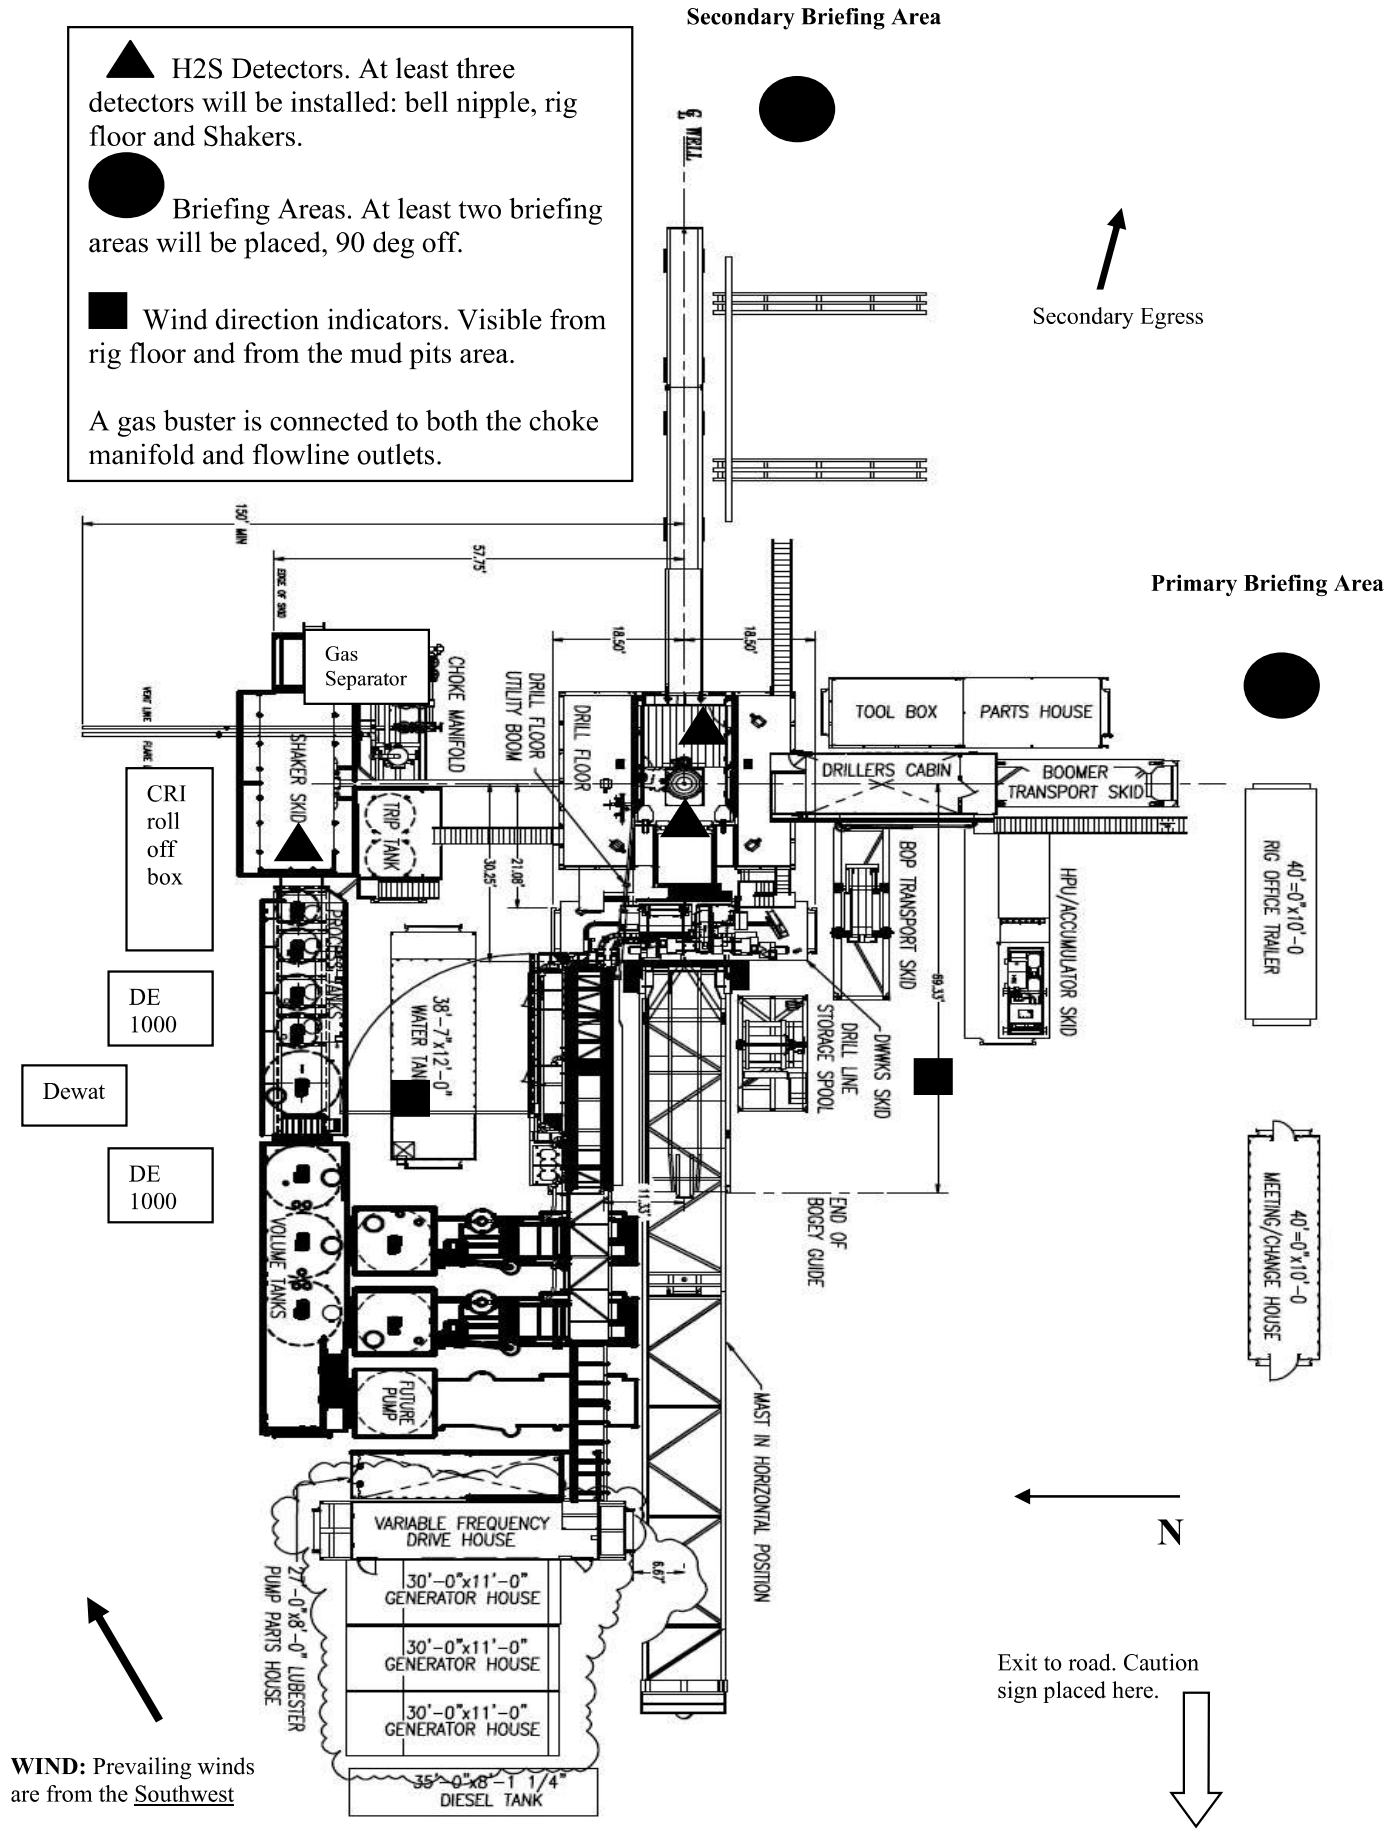 Secondary Briefing Area
H2S Detectors. At least three
detectors will be installed: bell nipple, rig
floor and Shakers.
Briefing Areas. At least two briefing
areas will be placed, 90 deg off.
Wind direction indicators. Visible from
rig floor and from the mud pits area.
A gas buster is connected to both the choke
manifold and flowline outlets.
WELL
Secondary Egress
150' MIN
57.75'
EDGE OF SKID
Primary Briefing Area
18.50'
18.50'
Gas
Separator
CHOKE MANIFOLD
DRILL FLOOR
UTILITY BOOM
DRILL FLOOR
TOOL BOX
PARTS HOUSE
VENT LINE
SHAKER SKID
DRILLERS CABIN
BOOMER
TRANSPORT SKID
CRI
roll
off
box
TRIP TANK
30.25'
21.08'
BOP TRANSPORT SKID
HPU/ACCUMULATOR SKID
40'=0"x10'-0
RIG OFFICE TRAILER
PROCESS TANKS
DE
1000
38'-7"x12'-0"
WATER TAN
69.33'
DRILL LINE
STORAGE SPOOL
DWWKS SKID
Dewat
DE
1000
11.33'
END OF
BOGEY GUIDE
40'=0"x10'-0
MEETING/CHANGE HOUSE
VOLUME TANKS
FUTURE
PUMP
MAST IN HORIZONTAL POSITION
N
VARIABLE FREQUENCY
DRIVE HOUSE
6.67'
27'-0"x8'-0" LUBESTER
PUMP PARTS HOUSE
30'-0"x11'-0"
GENERATOR HOUSE
30'-0"x11'-0"
GENERATOR HOUSE
30'-0"x11'-0"
GENERATOR HOUSE
Exit to road. Caution
sign placed here.
WIND: Prevailing winds
are from the Southwest
35'-0"x8'-1 1/4"
DIESEL TANK